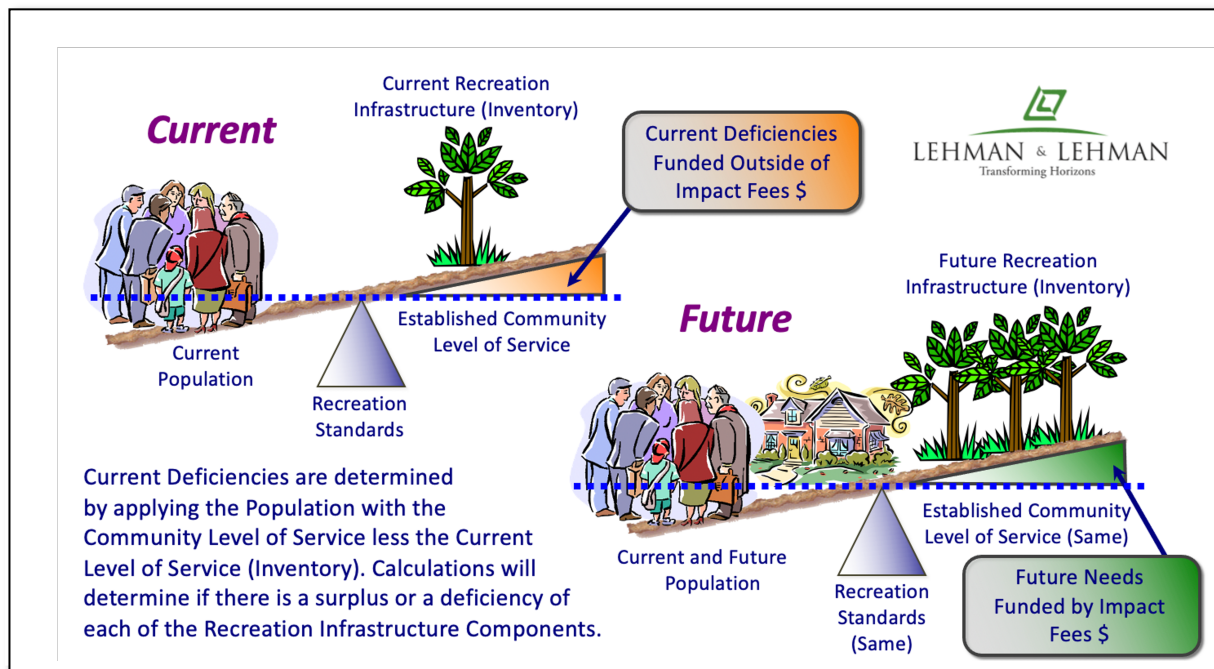 Current
Current Recreation
Infrastructure (Inventory)
Current Deficiencies
Funded Outside of
Impact Fees $
LEHMAN & LEHMAN
Transforming Horizons
Established Community
Level of Service
Current
Population
Recreation
Standards
Future
Future Recreation
Infrastructure (Inventory)
Established Community
Level of Service (Same)
Current and Future
Population
Recreation
Standards
(Same)
Future Needs
Funded by Impact
Fees $
Current Deficiencies are determined
by applying the Population with the
Community Level of Service less the Current
Level of Service (Inventory). Calculations will
determine if there is a surplus or a deficiency of
each of the Recreation Infrastructure Components.